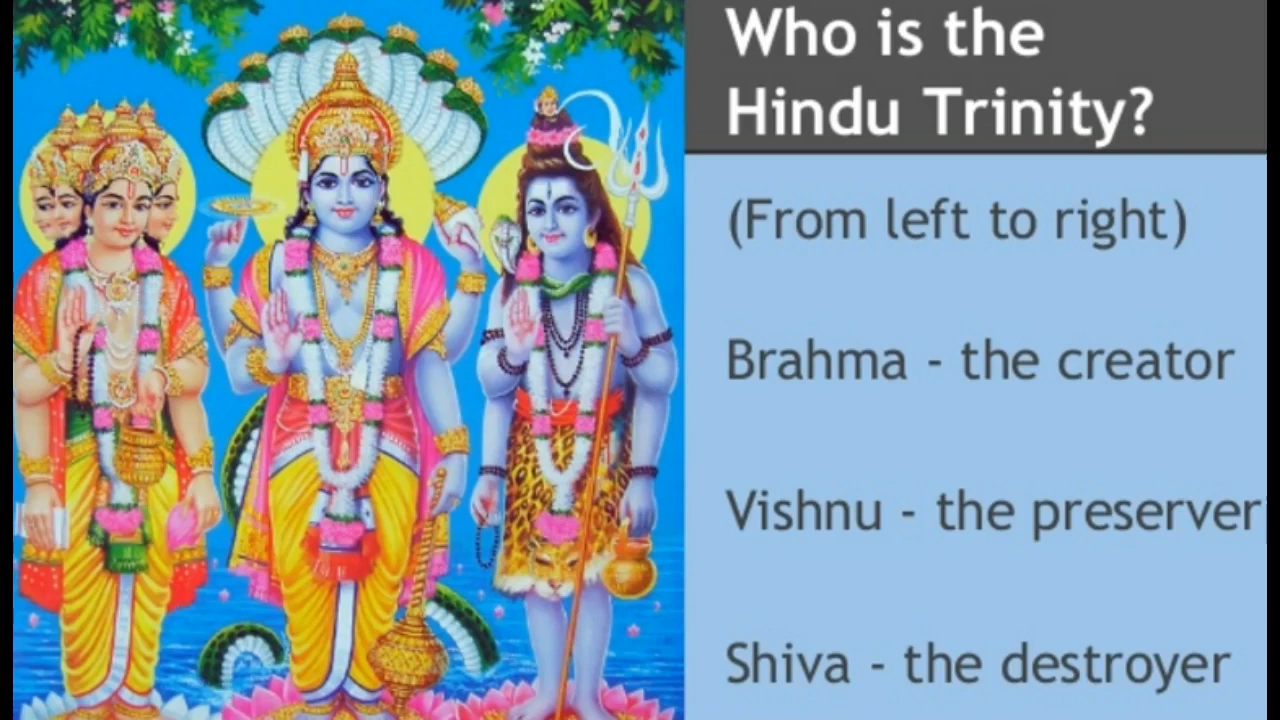 Who is the
Hindu Trinity?
(From left to right)
Brahma - the creator
Vishnu - the preserver
Shiva - the destroyer